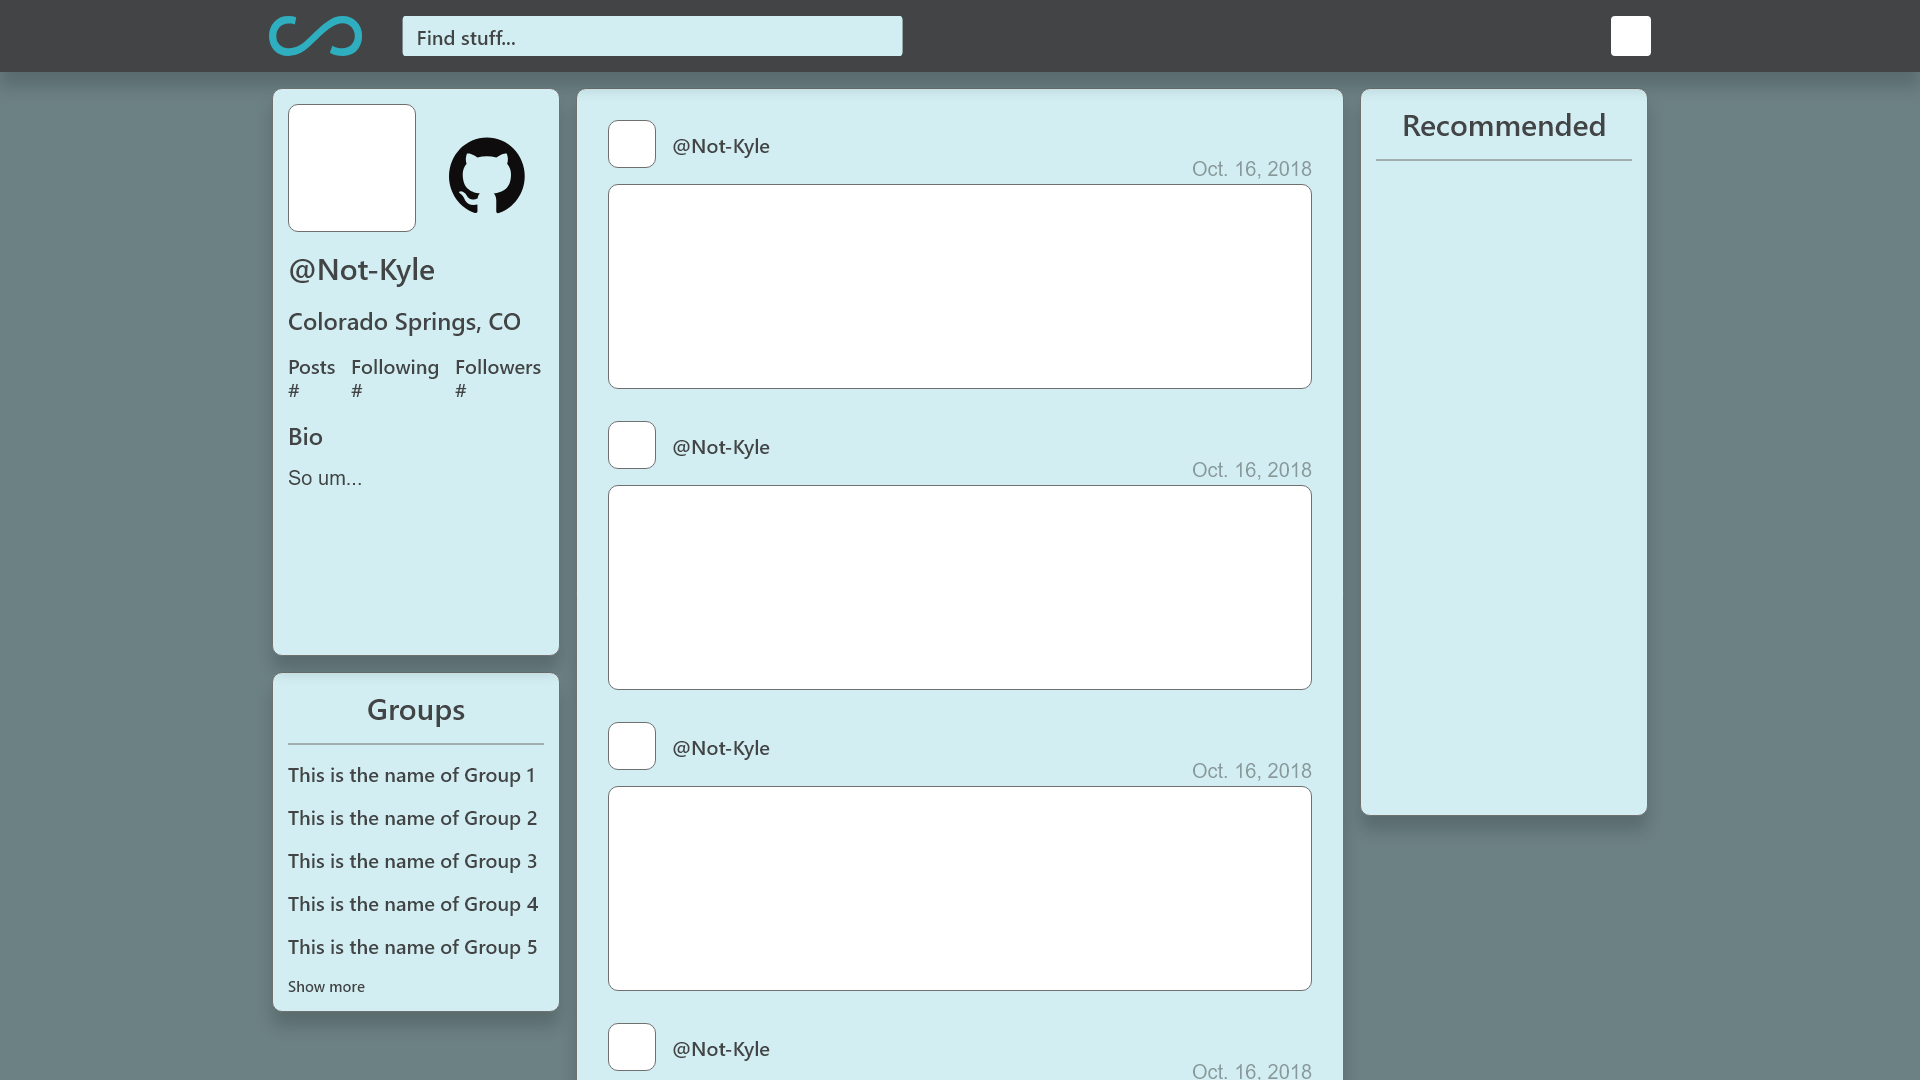 Find stuff...
@Not-Kyle
Colorado Springs, CO
Posts Following Followers
# # #
Bio
So um...
Groups
This is the name of Group 1
This is the name of Group 2
This is the name of Group 3
This is the name of Group 4
This is the name of Group 5
Show more
@Not-Kyle
Oct. 16, 2018
@Not-Kyle
Oct. 16, 2018
@Not-Kyle
Oct. 16, 2018
@Not-Kyle
Oct. 16, 2018
Recommended